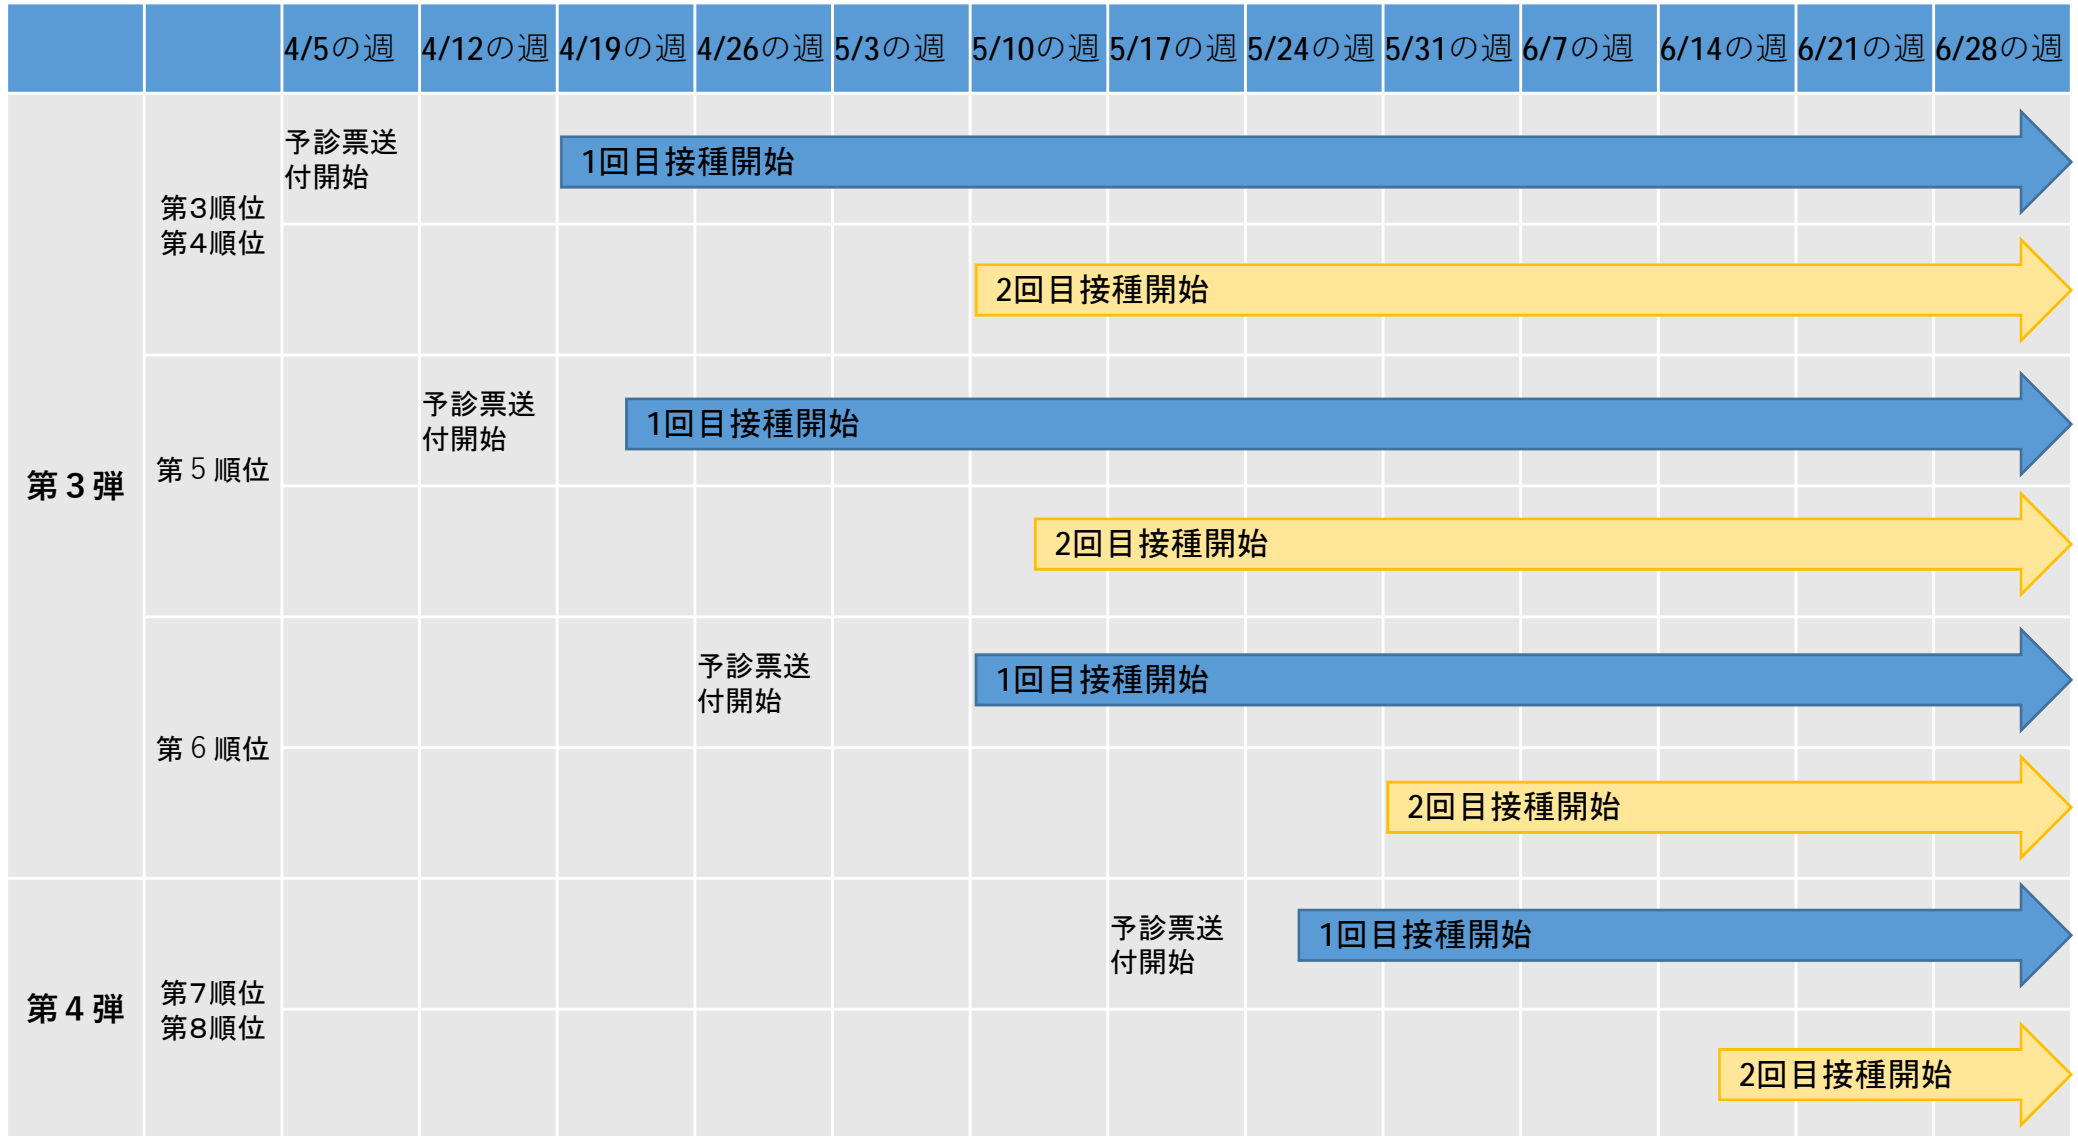 4/5の週 4/12の週 4/19の週 4/26の週 5/3の週 5/10の週 5/17の週 5/24の週 5/31の週 6/7の週 6/14の週 6/21の週 6/28の週
第3弾
第3順位
第4順位
予診票送
付開始
1回目接種開始
2回目接種開始
第5順位
予診票送
付開始
1回目接種開始
2回目接種開始
第6順位
予診票送
付開始
1回目接種開始
2回目接種開始
第4弾
第7順位
第8順位
予診票送
付開始
1回目接種開始
2回目接種開始